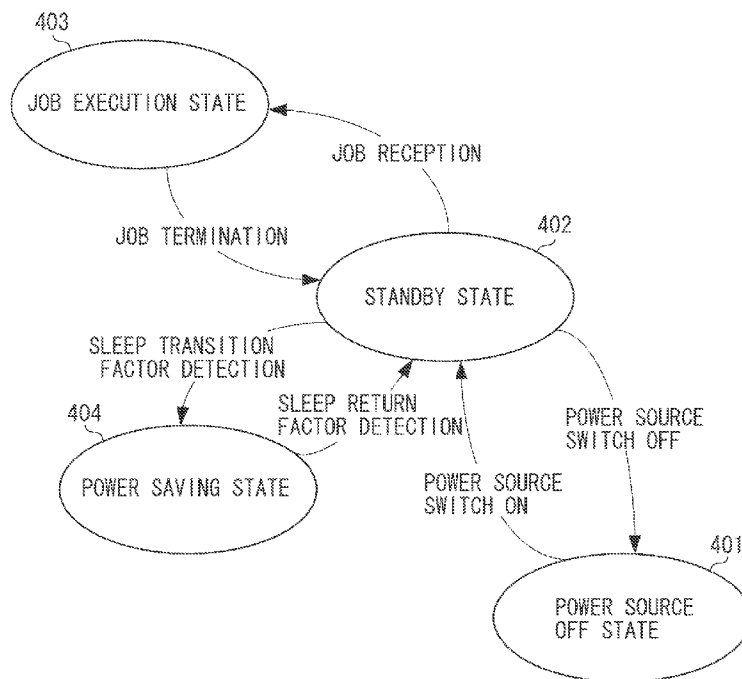 403
JOB EXECUTION STATE
JOB RECEPTION
JOB TERMINATION
402
STANDBY STATE
SLEEP TRANSITION
FACTOR DETECTION
404
SLEEP RETURN
FACTOR DETECTION
POWER SOURCE
SWITCH OFF
POWER SAVING STATE
POWER SOURCE
SWITCH ON
401
POWER SOURCE
OFF STATE